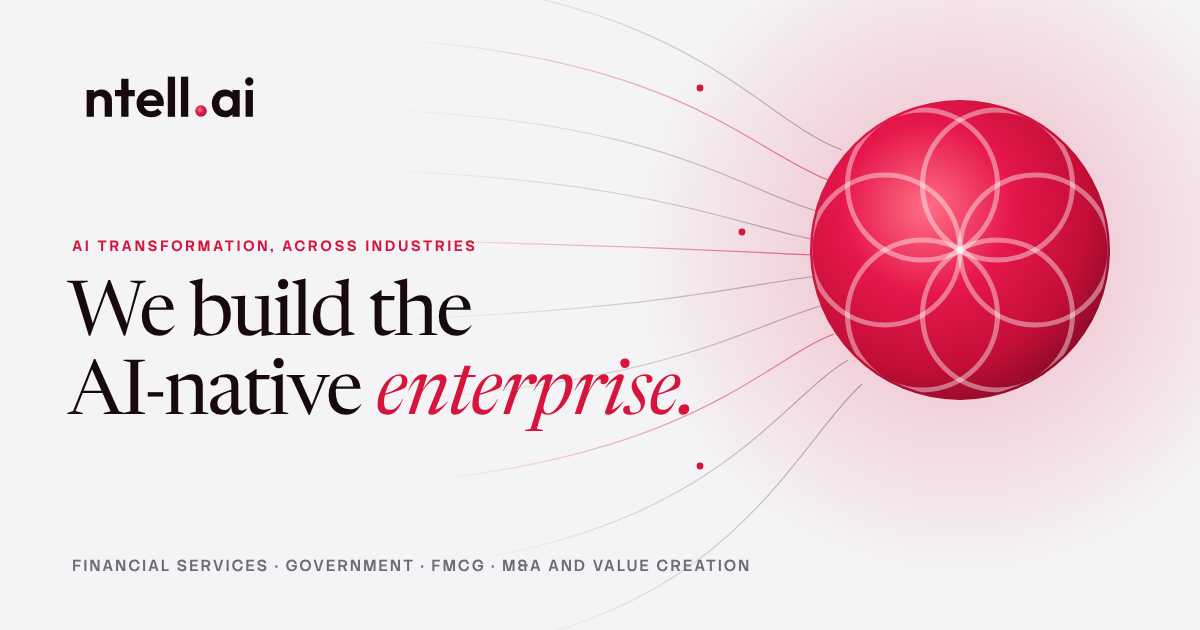 ntell.ai
AI TRANSFORMATION, ACROSS INDUSTRIES
We build the
AI-native enterprise.
FINANCIAL SERVICES · GOVERNMENT · FMCG · M&A AND VALUE CREATION